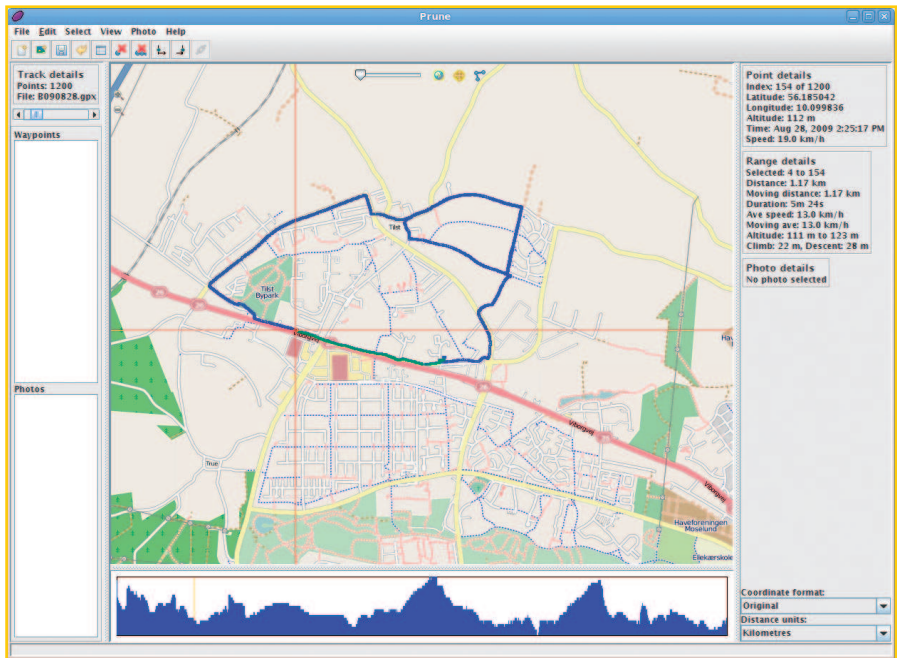 Prune
File Edit Select View Photo Help
Track details
Points: 1200
File: B090828.gpx
Waypoints
Photos
Tilst
Tilst
Bypark
Viborgvej
Viborgvej
Viborgvej
True
Haveforeningen
Moselund
Ellekærskole
Point details
Index: 154 of 1200
Latitude: 56.185042
Longitude: 10.099836
Altitude: 112 m
Time: Aug 28, 2009 2:25:17 PM
Speed: 19.0 km/h
Range details
Selected: 4 to 154
Distance: 1.17 km
Moving distance: 1.17 km
Duration: 5m 24s
Ave speed: 13.0 km/h
Moving ave: 13.0 km/h
Altitude: 111 m to 123 m
Climb: 22 m, Descent: 28 m
Photo details
No photo selected
Coordinate format:
Original
Distance units:
Kilometres